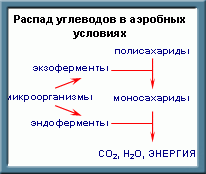 Распад углеводов в аэробных
условиях
полисахариды
экзоферменты
микроорганизмы
моносахариды
эндоферменты
CO₂, H₂O, ЭНЕРГИЯ